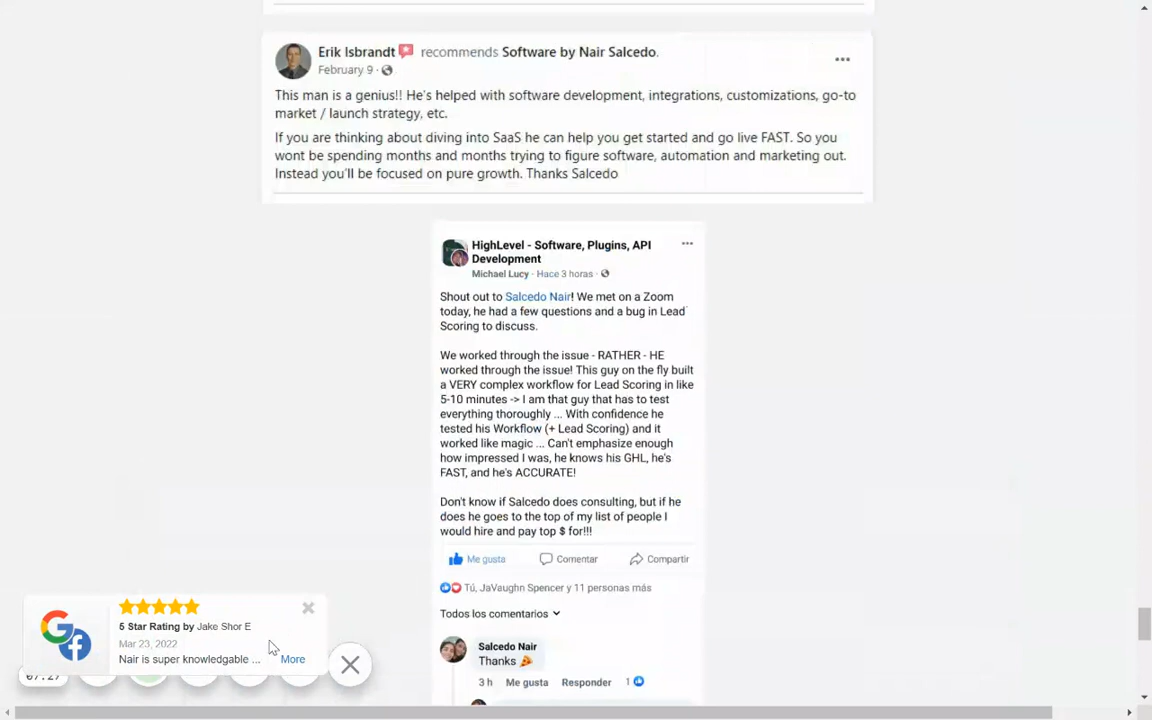 Erik Isbrandt recommends Software by Nair Salcedo.
February 9 ·
This man is a genius!! He's helped with software development, integrations, customizations, go-to
market / launch strategy, etc.
If you are thinking about diving into SaaS he can help you get started and go live FAST. So you
wont be spending months and months trying to figure software, automation and marketing out.
Instead you'll be focused on pure growth. Thanks Salcedo
HighLevel - Software, Plugins, API
Development
Michael Lucy · Hace 3 horas ·
Shout out to Salcedo Nair! We met on a Zoom
today, he had a few questions and a bug in Lead
Scoring to discuss.
We worked through the issue - RATHER - HE
worked through the issue! This guy on the fly built
a VERY complex workflow for Lead Scoring in like
5-10 minutes -> I am that guy that has to test
everything thoroughly ... With confidence he
tested his Workflow (+ Lead Scoring) and it
worked like magic ... Can't emphasize enough
how impressed I was, he knows his GHL, he's
FAST, and he's ACCURATE!
Don't know if Salcedo does consulting, but if he
does he goes to the top of my list of people I
would hire and pay top $ for!!!
Me gusta Comentar Compartir
Tú, JaVaughn Spencer y 11 personas más
Todos los comentarios
Salcedo Nair
Thanks
3 h Me gusta Responder 1
5 Star Rating by Jake Shor E
Mar 23, 2022
Nair is super knowledgable ... More